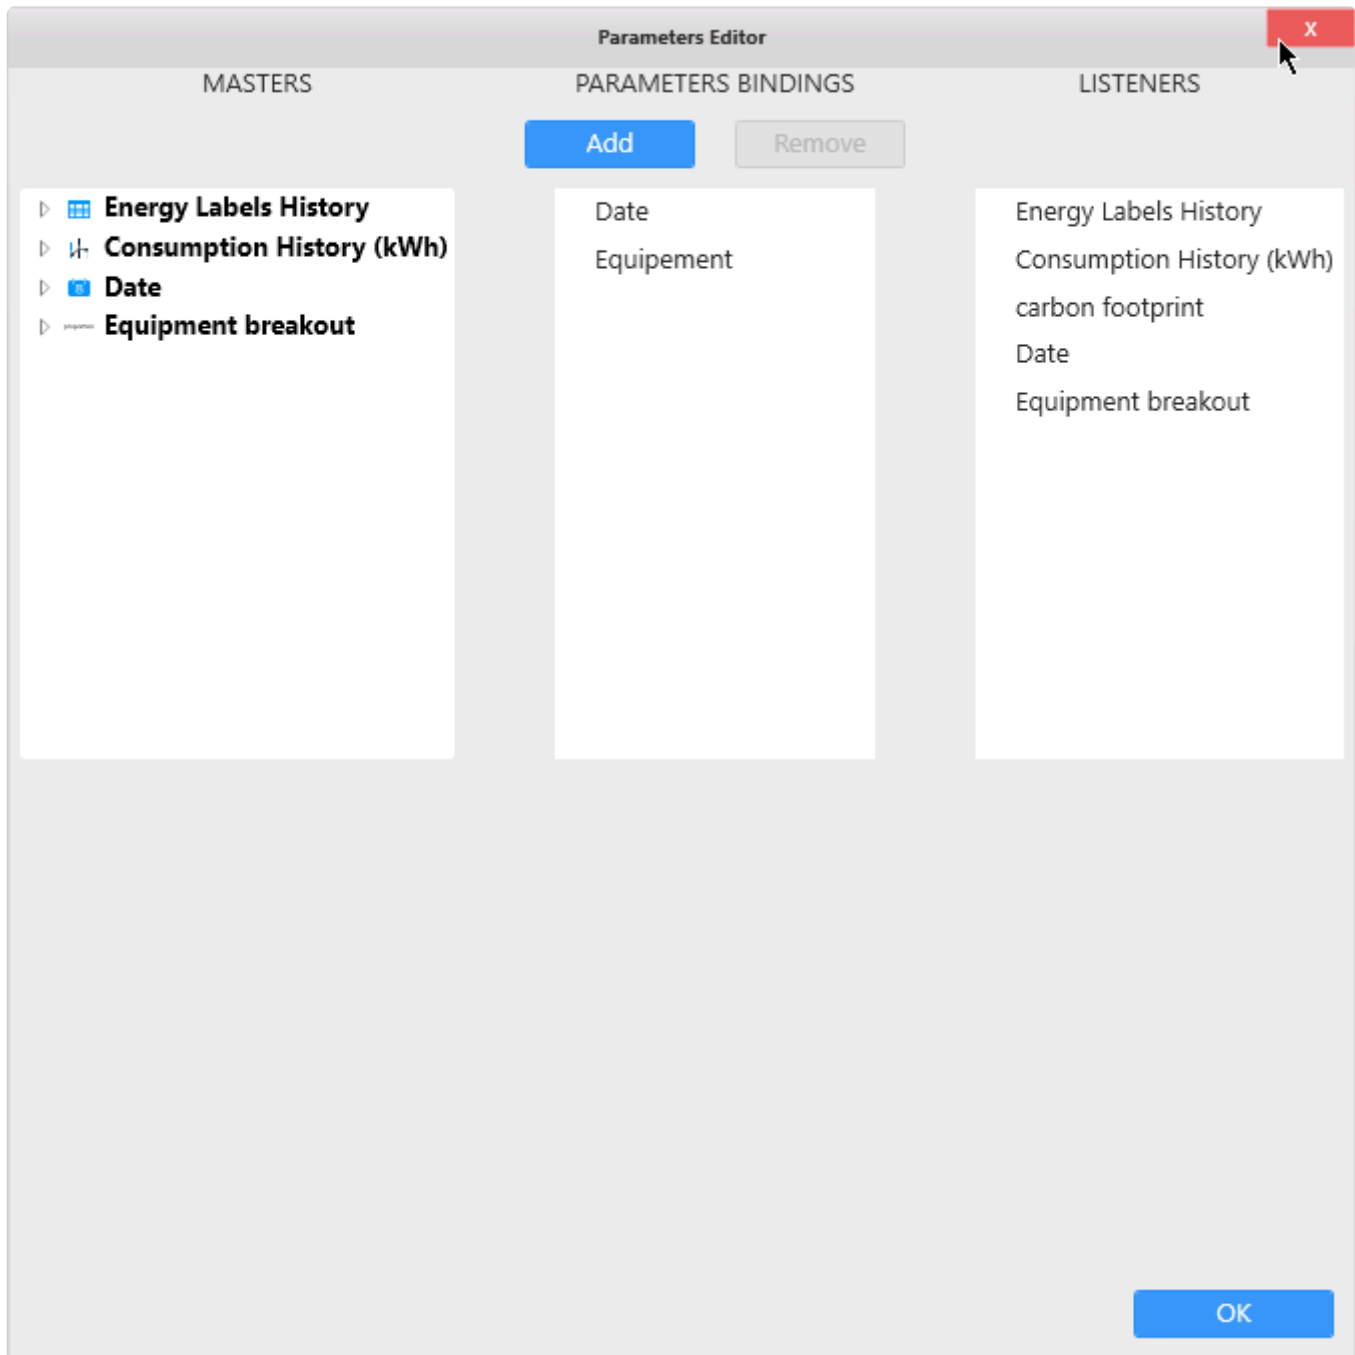 Parameters Editor
X
MASTERS
PARAMETERS BINDINGS
LISTENERS
Add
Remove
Energy Labels History
Consumption History (kWh)
Date
Equipment breakout
Date
Equipement
Energy Labels History
Consumption History (kWh)
carbon footprint
Date
Equipment breakout
OK